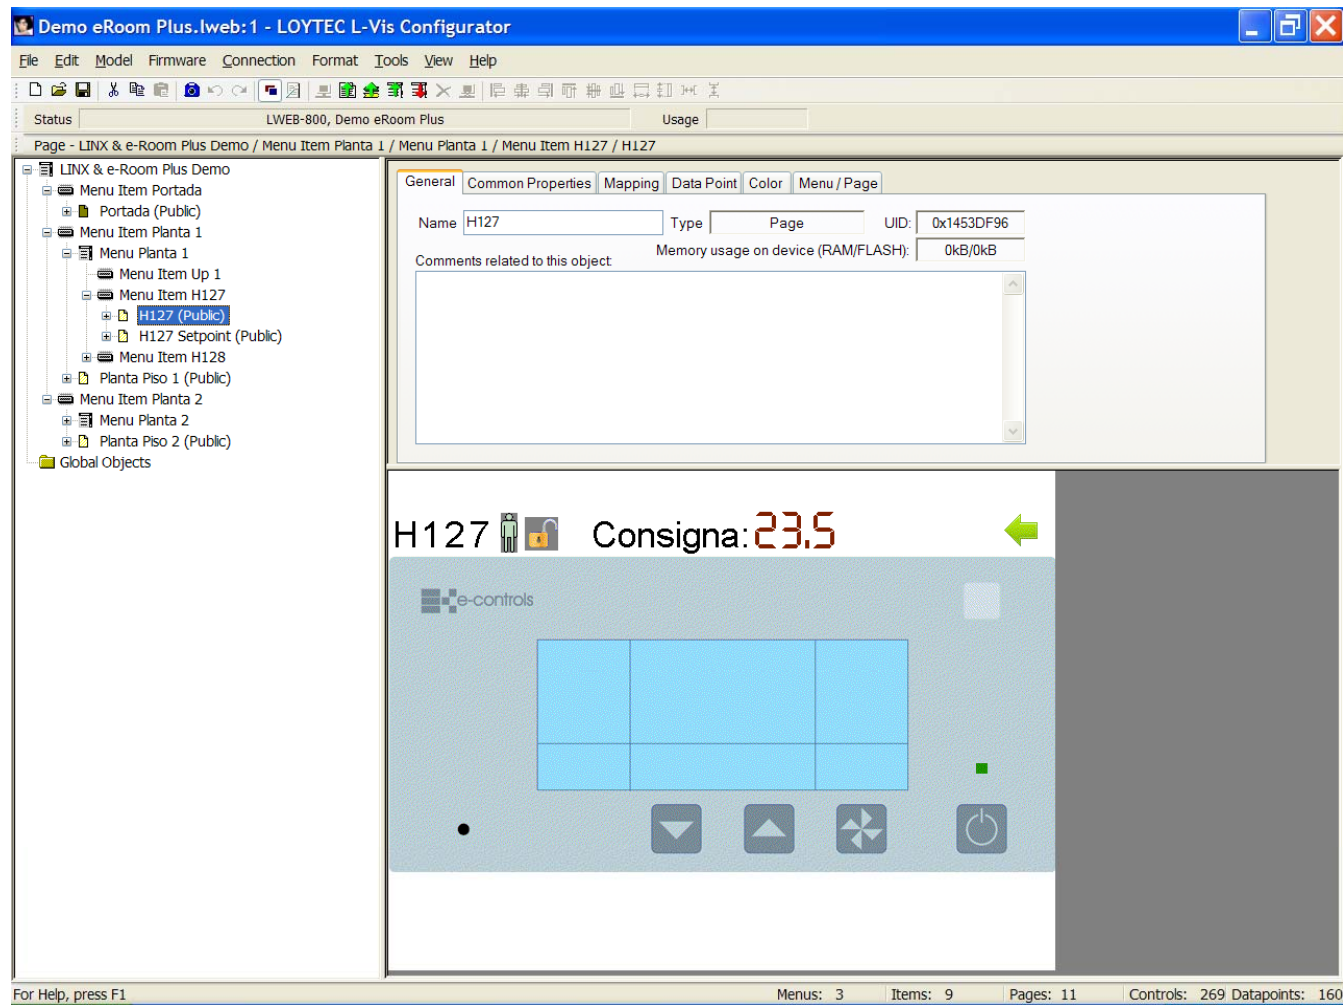 Demo eRoom Plus.lweb:1 - LOYTEC L-Vis Configurator
File Edit Model Firmware Connection Format Tools View Help
Status LWEB-800, Demo eRoom Plus Usage
Page - LINX & e-Room Plus Demo / Menu Item Planta 1 / Menu Planta 1 / Menu Item H127 / H127
LINX & e-Room Plus Demo
Menu Item Portada
Portada (Public)
Menu Item Planta 1
Menu Planta 1
Menu Item Up 1
Menu Item H127
H127 (Public)
H127 Setpoint (Public)
Menu Item H128
Planta Piso 1 (Public)
Menu Item Planta 2
Menu Planta 2
Planta Piso 2 (Public)
Global Objects
General Common Properties Mapping Data Point Color Menu / Page
Name H127 Type Page UID: 0x1453DF96
Memory usage on device (RAM/FLASH): 0kB/0kB
Comments related to this object:
H127 Consigna: 23.5
e-controls
For Help, press F1 Menus: 3 Items: 9 Pages: 11 Controls: 269 Datapoints: 160